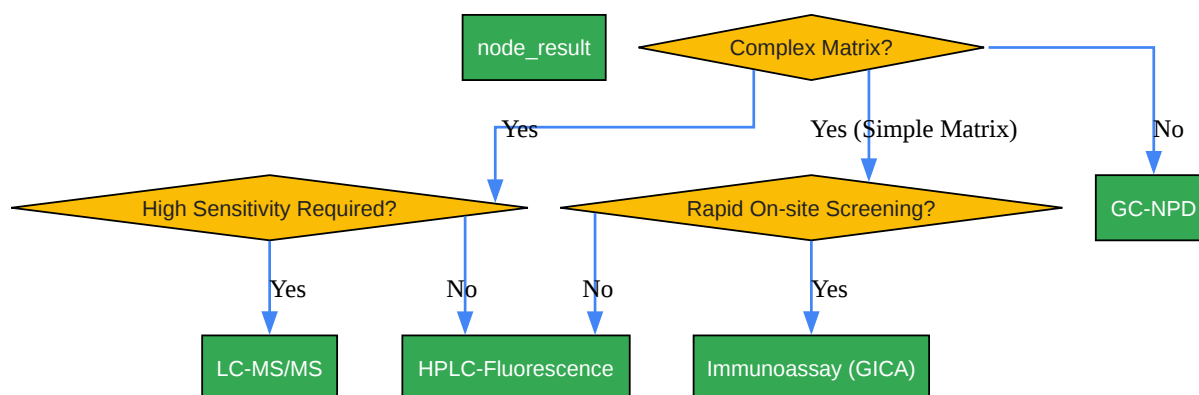 node_result
Complex Matrix?
Yes
Yes (Simple Matrix)
No
High Sensitivity Required?
Rapid On-site Screening?
GC-NPD
Yes
No
No
Yes
LC-MS/MS
HPLC-Fluorescence
Immunoassay (GICA)